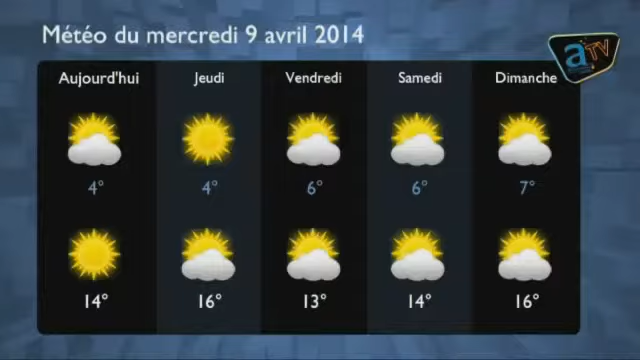 Météo du mercredi 9 avril 2014
aTV
Aujourd'hui Jeudi Vendredi Samedi Dimanche
4° 4° 6° 6° 7°
14° 16° 13° 14° 16°